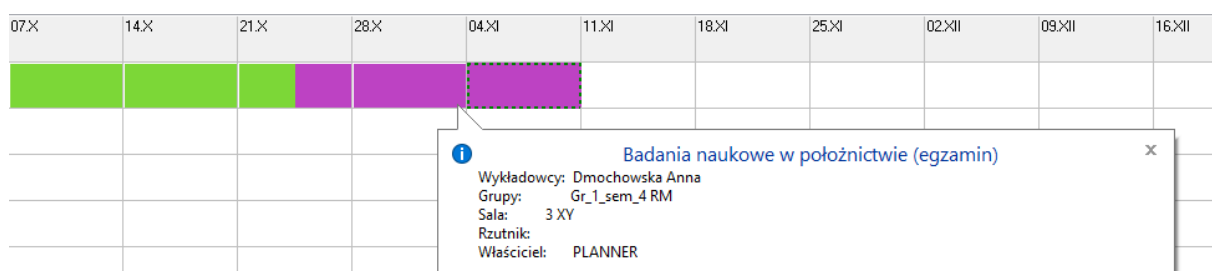 07.X 14.X 21.X 28.X 04.XI 11.XI 18.XI 25.XI 02.XII 09.XII 16.XII
Badania naukowe w położnictwie (egzamin) x
Wykładowcy: Dmochowska Anna
Grupy: Gr_1_sem_4 RM
Sala: 3 XY
Rzutnik:
Właściciel: PLANNER